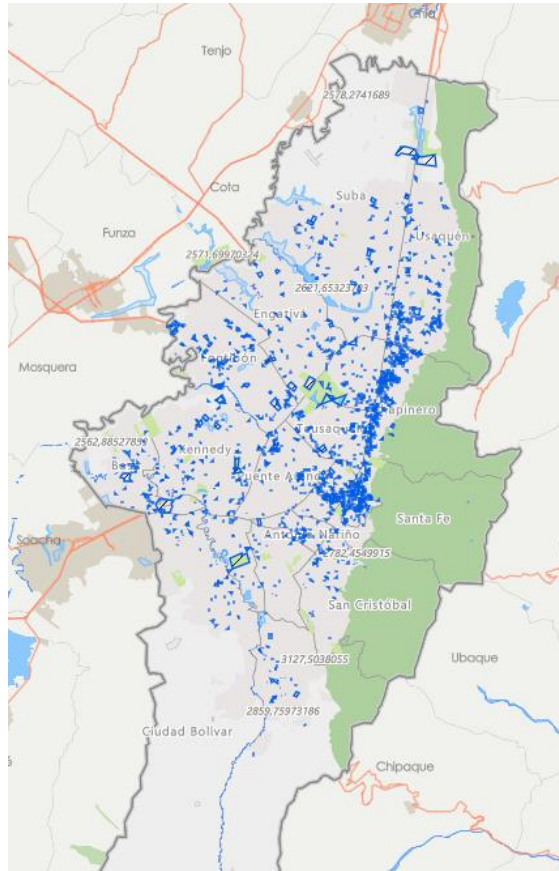 Chía
Tenjo
2578,2741689
Cota
Suba
Funza
Usaquén
2571,69970324
2621,65323703
Engativá
Fontibón
Mosquera
Chapinero
Teusaquillo
2562,88527859
Kennedy
Bosa
Puente Aranda
Santa Fe
Soacha
Antonio Nariño
2782,4549915
San Cristóbal
3127,5038055
Ubaque
2859,75973186
Ciudad Bolívar
Chipaque